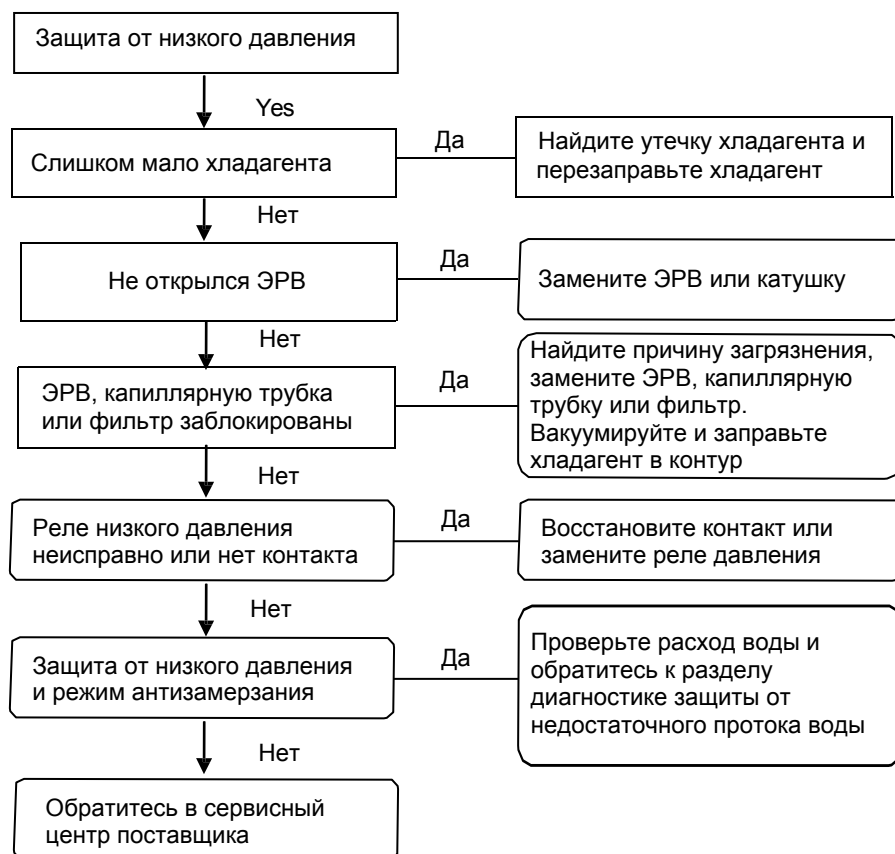 Защита от низкого давления
Yes
Слишком мало хладагента
Да
Найдите утечку хладагента и
перезаправьте хладагент
Нет
Не открылся ЭРВ
Да
Замените ЭРВ или катушку
Нет
ЭРВ, капиллярную трубка
или фильтр заблокированы
Да
Найдите причину загрязнения,
замените ЭРВ, капиллярную
трубку или фильтр.
Вакуумируйте и заправьте
хладагент в контур
Нет
Реле низкого давления
неисправно или нет контакта
Да
Восстановите контакт или
замените реле давления
Нет
Защита от низкого давления
и режим антизамерзания
Да
Проверьте расход воды и
обратитесь к разделу
диагностике защиты от
недостаточного протока воды
Нет
Обратитесь в сервисный
центр поставщика